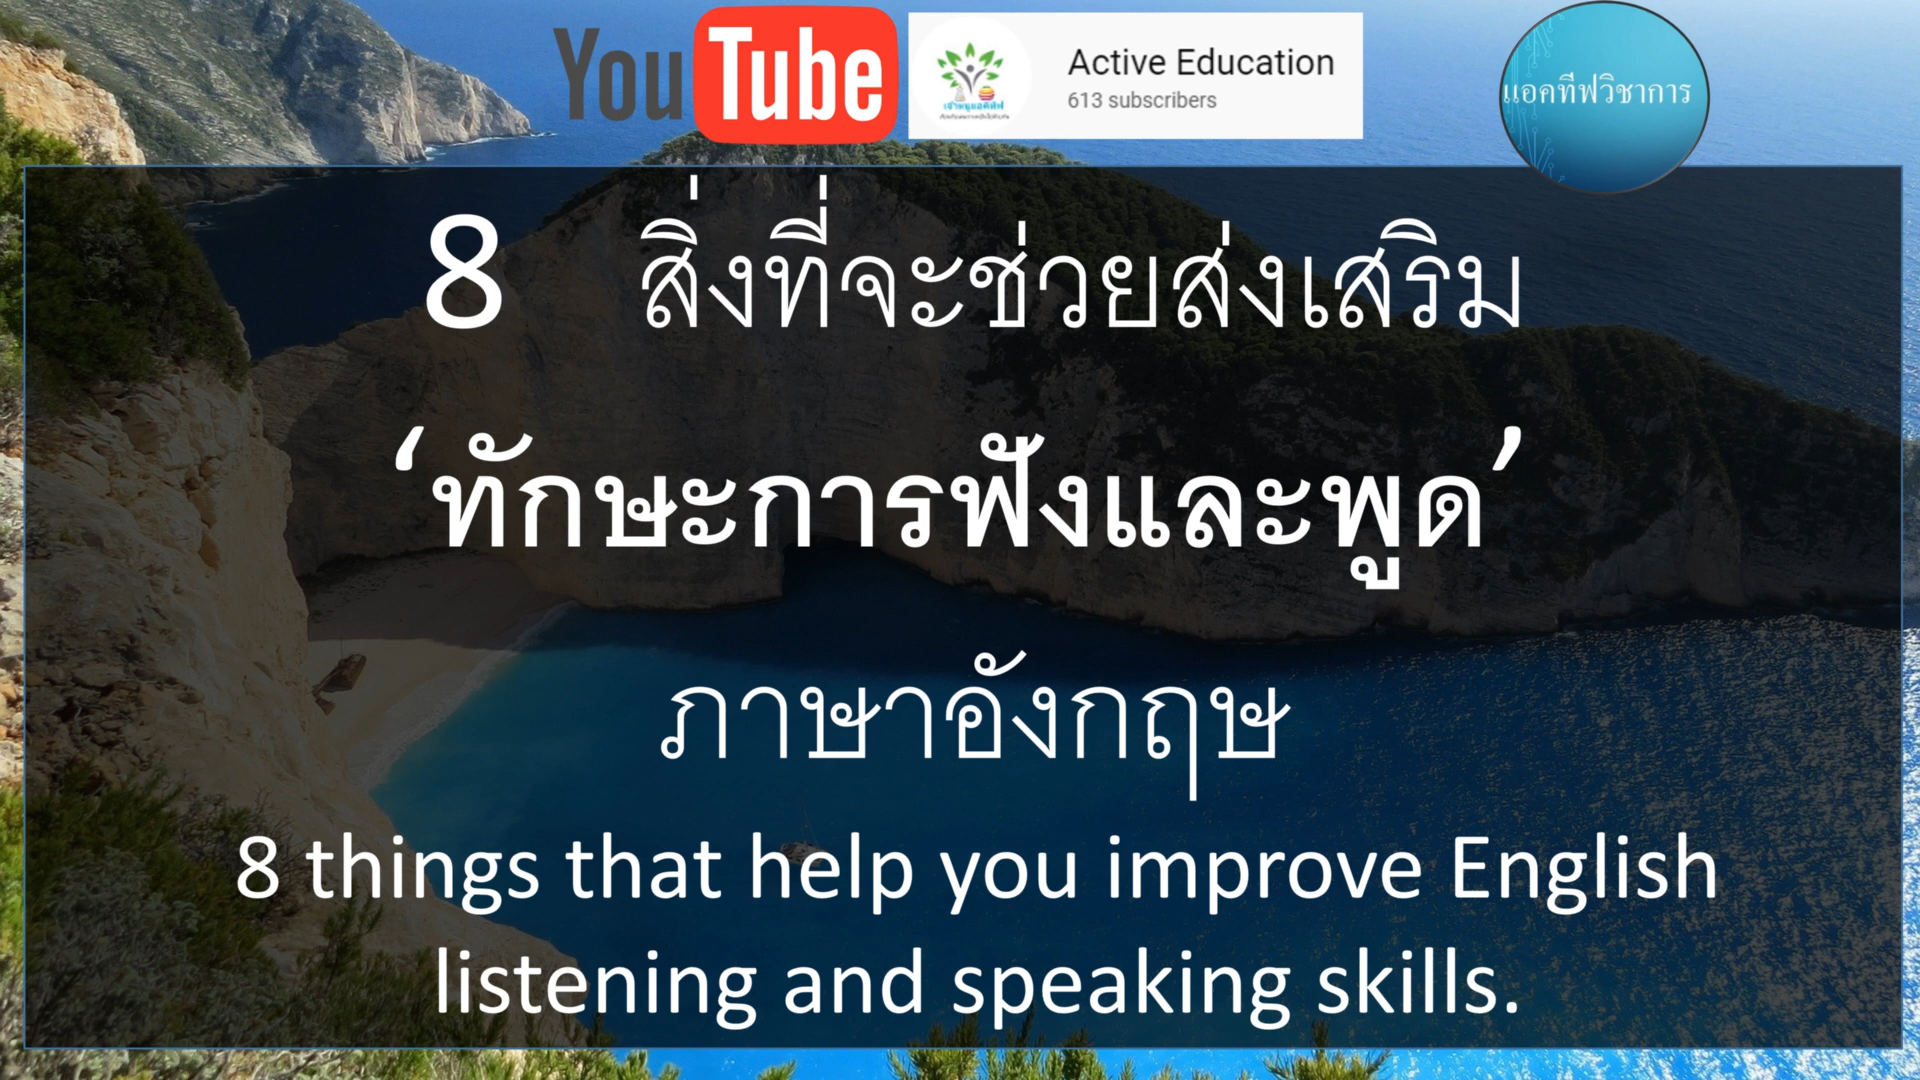 YouTube
Active Education
613 subscribers
แอคทีฟวิชาการ
8 สิ่งที่จะช่วยส่งเสริม
‘ทักษะการฟังและพูด’
ภาษาอังกฤษ
8 things that help you improve English
listening and speaking skills.